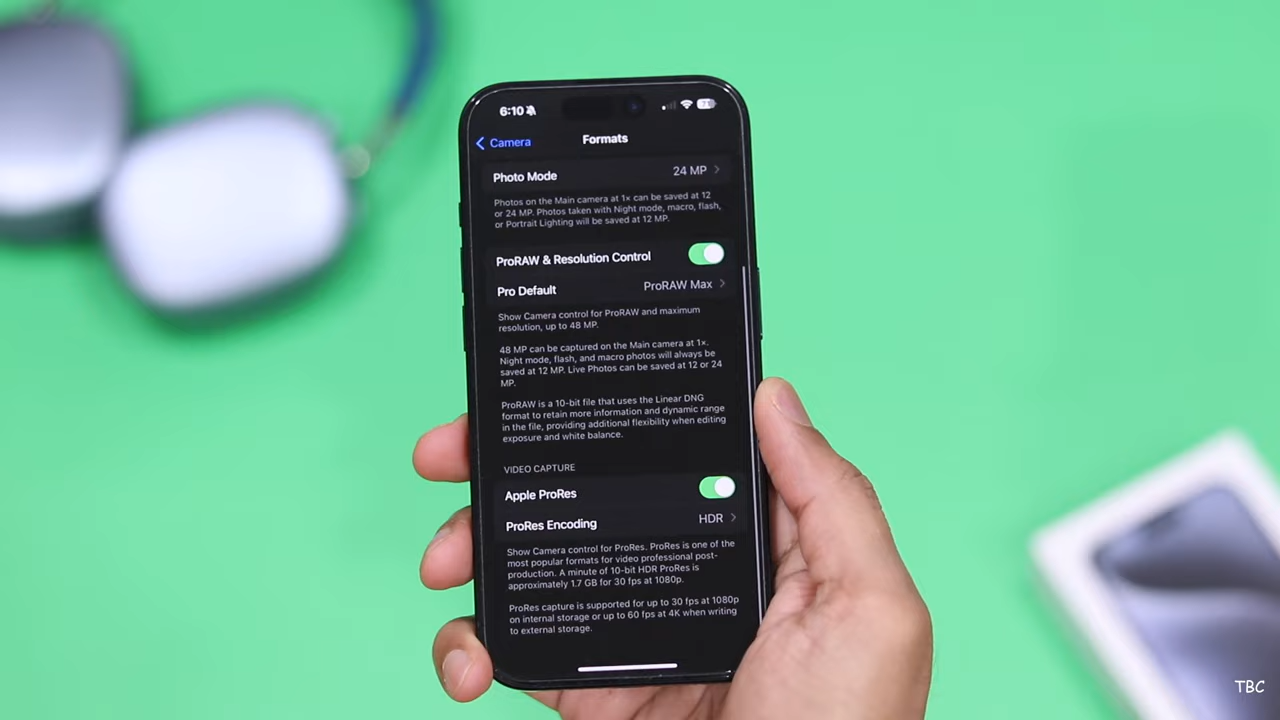 6:10
73
Camera
Formats
Photo Mode
24 MP
Photos on the Main camera at 1× can be saved at 12
or 24 MP. Photos taken with Night mode, macro, flash,
or Portrait Lighting will be saved at 12 MP.
ProRAW & Resolution Control
Pro Default
ProRAW Max
Show Camera control for ProRAW and maximum
resolution, up to 48 MP.
48 MP can be captured on the Main camera at 1×.
Night mode, flash, and macro photos will always be
saved at 12 MP. Live Photos can be saved at 12 or 24
MP.
ProRAW is a 10-bit file that uses the Linear DNG
format to retain more information and dynamic range
in the file, providing additional flexibility when editing
exposure and white balance.
VIDEO CAPTURE
Apple ProRes
ProRes Encoding
HDR
Show Camera control for ProRes. ProRes is one of the
most popular formats for video professional post-
production. A minute of 10-bit HDR ProRes is
approximately 1.7 GB for 30 fps at 1080p.
ProRes capture is supported for up to 30 fps at 1080p
on internal storage or up to 60 fps at 4K when writing
to external storage.
TBC